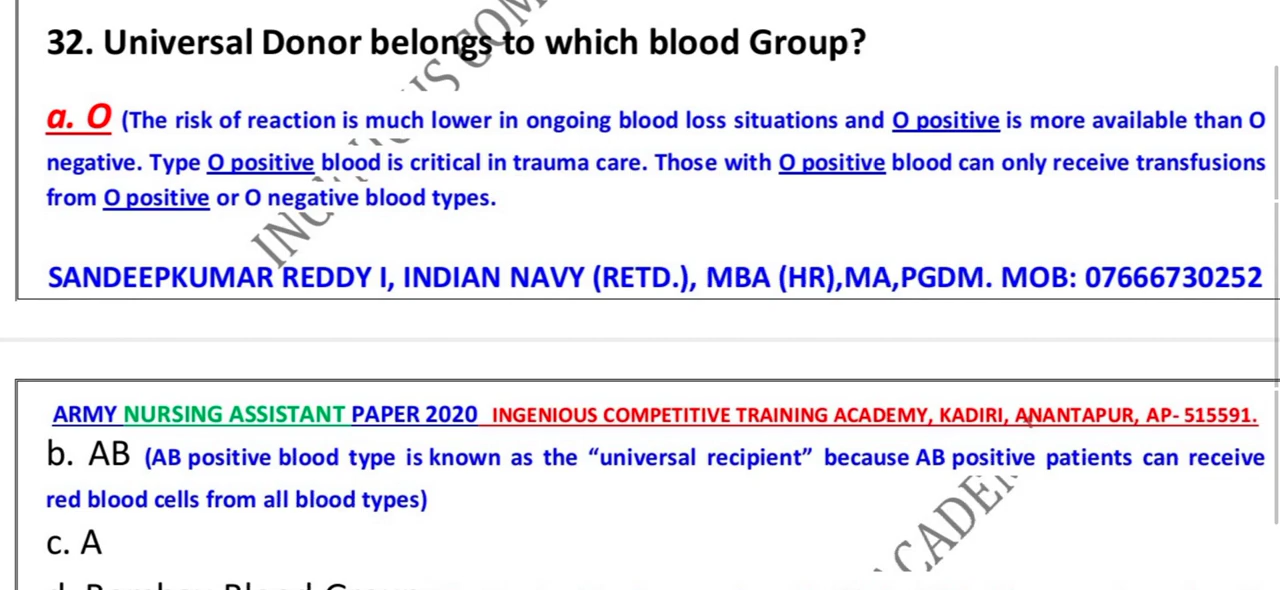 32. Universal Donor belongs to which blood Group?
a. O (The risk of reaction is much lower in ongoing blood loss situations and O positive is more available than O
negative. Type O positive blood is critical in trauma care. Those with O positive blood can only receive transfusions
from O positive or O negative blood types.
SANDEEPKUMAR REDDY I, INDIAN NAVY (RETD.), MBA (HR),MA,PGDM. MOB: 07666730252
ARMY NURSING ASSISTANT PAPER 2020 INGENIOUS COMPETITIVE TRAINING ACADEMY, KADIRI, ANANTAPUR, AP- 515591.
b. AB (AB positive blood type is known as the “universal recipient” because AB positive patients can receive
red blood cells from all blood types)
c. A